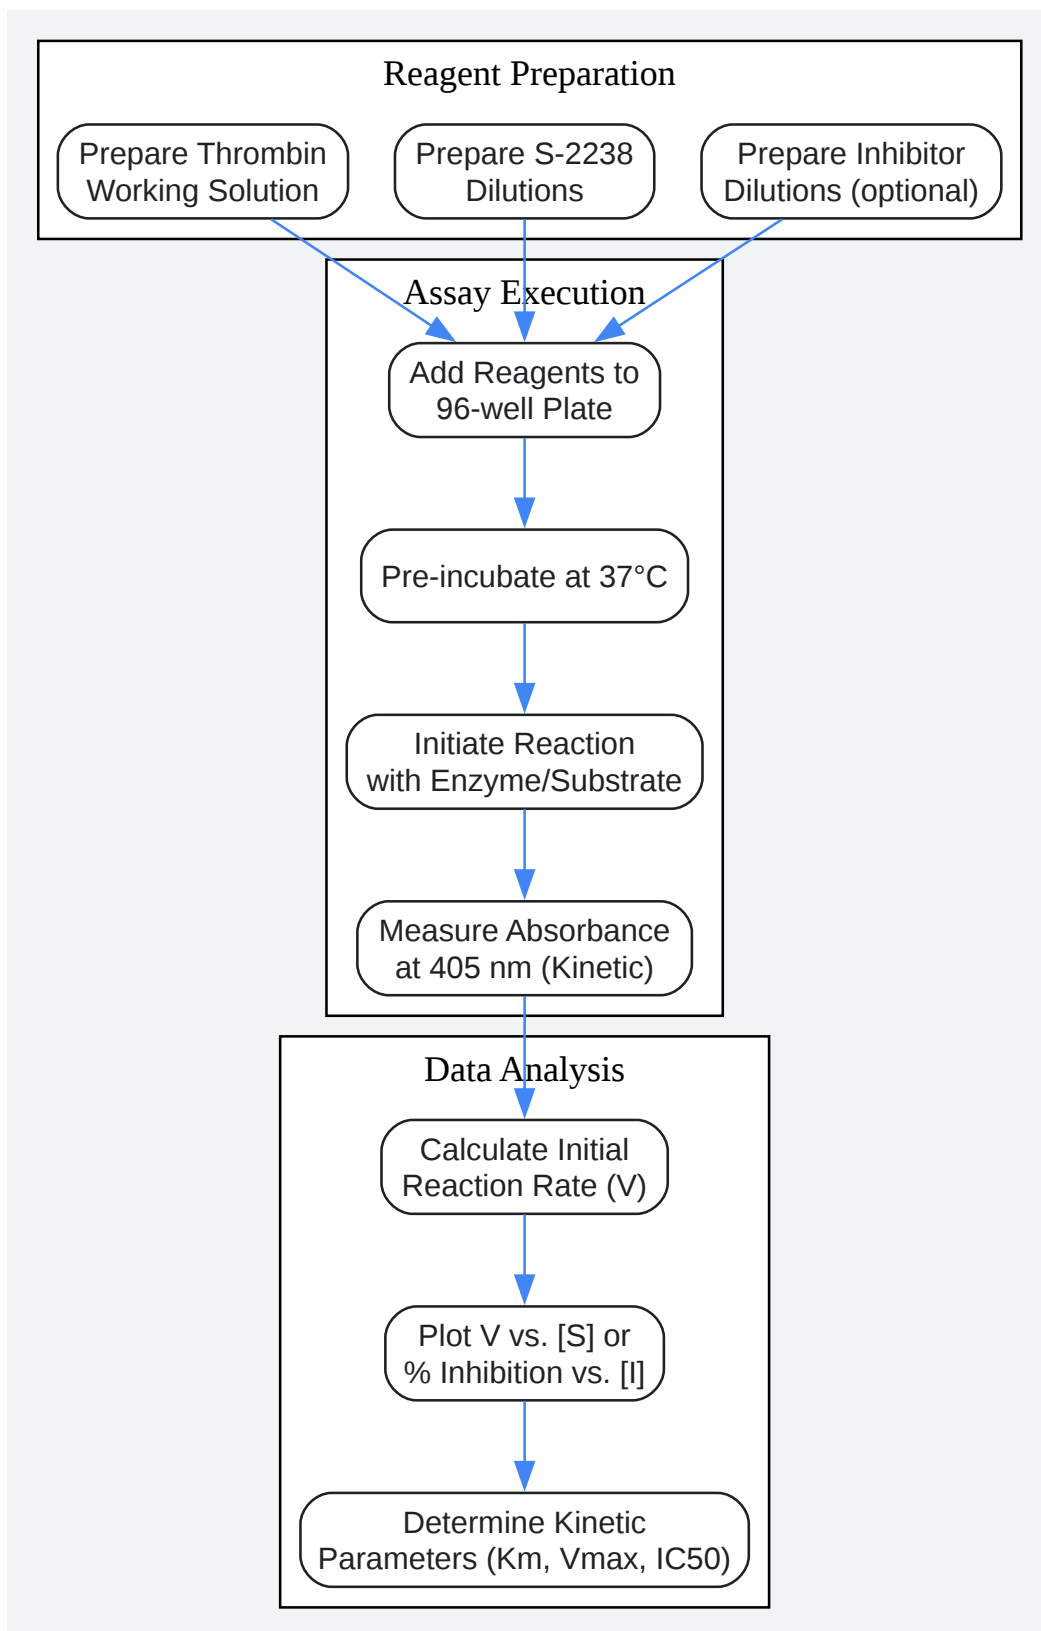 Reagent Preparation
Prepare Thrombin
Working Solution
Prepare S-2238
Dilutions
Prepare Inhibitor
Dilutions (optional)
Assay Execution
Add Reagents to
96-well Plate
Pre-incubate at 37°C
Initiate Reaction
with Enzyme/Substrate
Measure Absorbance
at 405 nm (Kinetic)
Data Analysis
Calculate Initial
Reaction Rate (V)
Plot V vs. [S] or
% Inhibition vs. [I]
Determine Kinetic
Parameters (Km, Vmax, IC50)